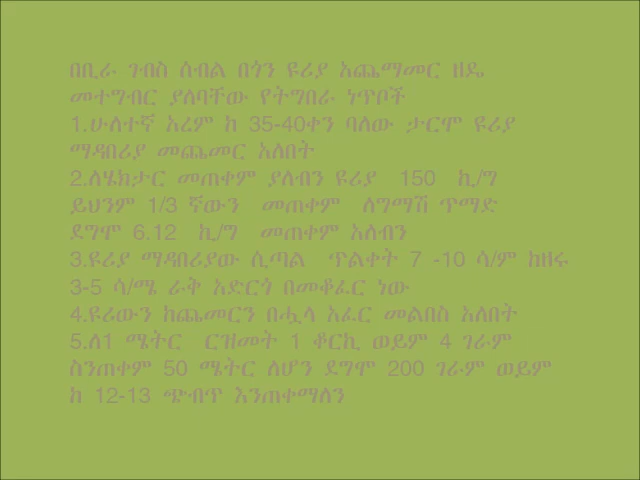 በቢራ ገብስ ሰብል በጎን ዩሪያ አጨማመር ዘዴ
መተግብር ያለባቸው የትግበራ ነጥቦች
1.ሁለተኛ አረም ከ 35-40ቀን ባለው ታርሞ ዩሪያ
ማዳበሪያ መጨመር አለበት
2.ለሄክታር መጠቀም ያለብን ዩሪያ 150 ኪ/ግ
ይህንም 1/3 ኛውን መጠቀም ለግማሽ ጥማድ
ደግሞ 6.12 ኪ/ግ መጠቀም አለብን
3.ዩሪያ ማዳበሪያው ሲጣል ጥልቀት 7 -10 ሳ/ም ከዘሩ
3-5 ሳ/ሜ ራቅ አድርጎ በመቆፈር ነው
4.ዩሪውን ከጨመርን በሗላ አፈር መልበስ አለበት
5.ለ1 ሜትር ርዝመት 1 ቆርኪ ወይም 4 ገራም
ስንጠቀም 50 ሜትር ለሆን ደግሞ 200 ገራም ወይም
ከ 12-13 ጭብጥ እንጠቀማለን